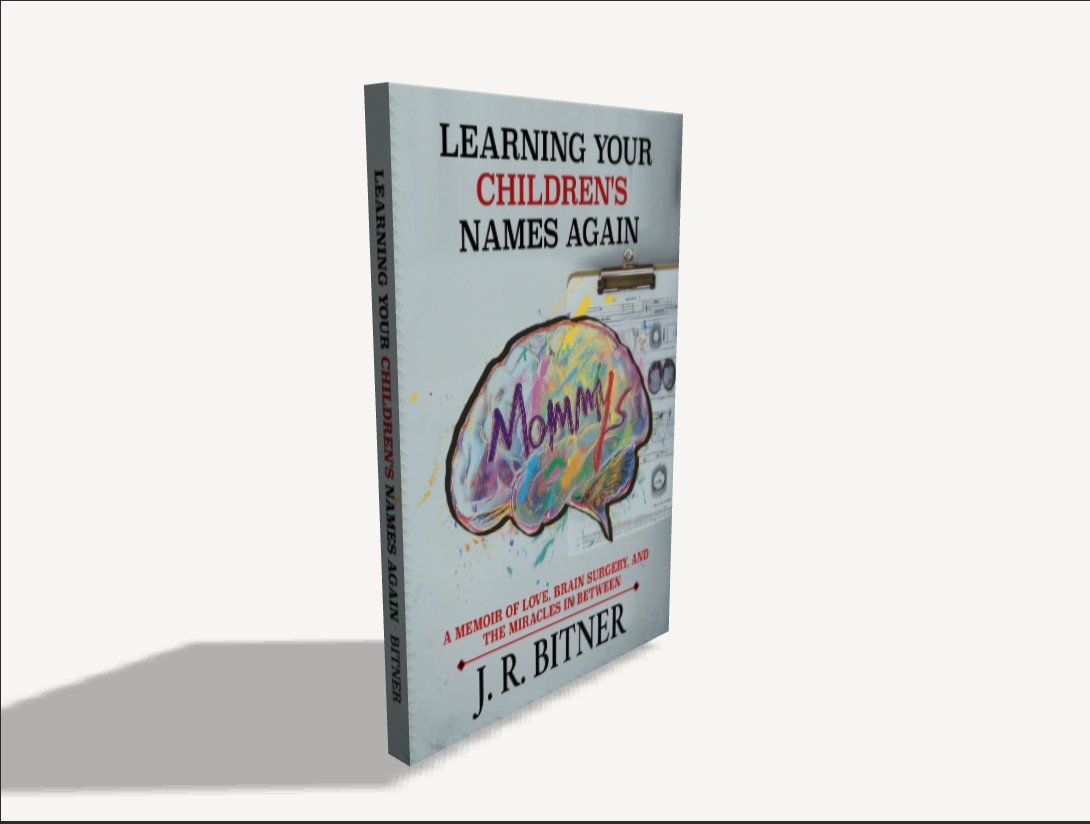 LEARNING YOUR CHILDREN'S NAMES AGAIN · BITNER
LEARNING YOUR
CHILDREN'S
NAMES AGAIN
Mommy's
A MEMOIR OF LOVE, BRAIN SURGERY, AND
THE MIRACLES IN BETWEEN
J. R. BITNER